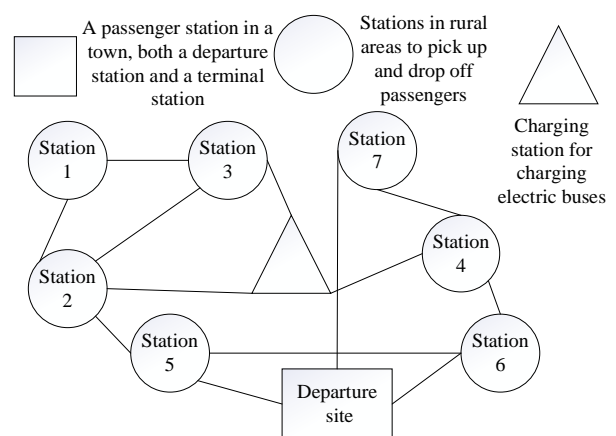 A passenger station in a
town, both a departure
station and a terminal
station
Stations in rural
areas to pick up
and drop off
passengers
Charging
station for
charging
electric buses
Station
1
Station
3
Station
7
Station
2
Station
4
Station
5
Station
6
Departure
site